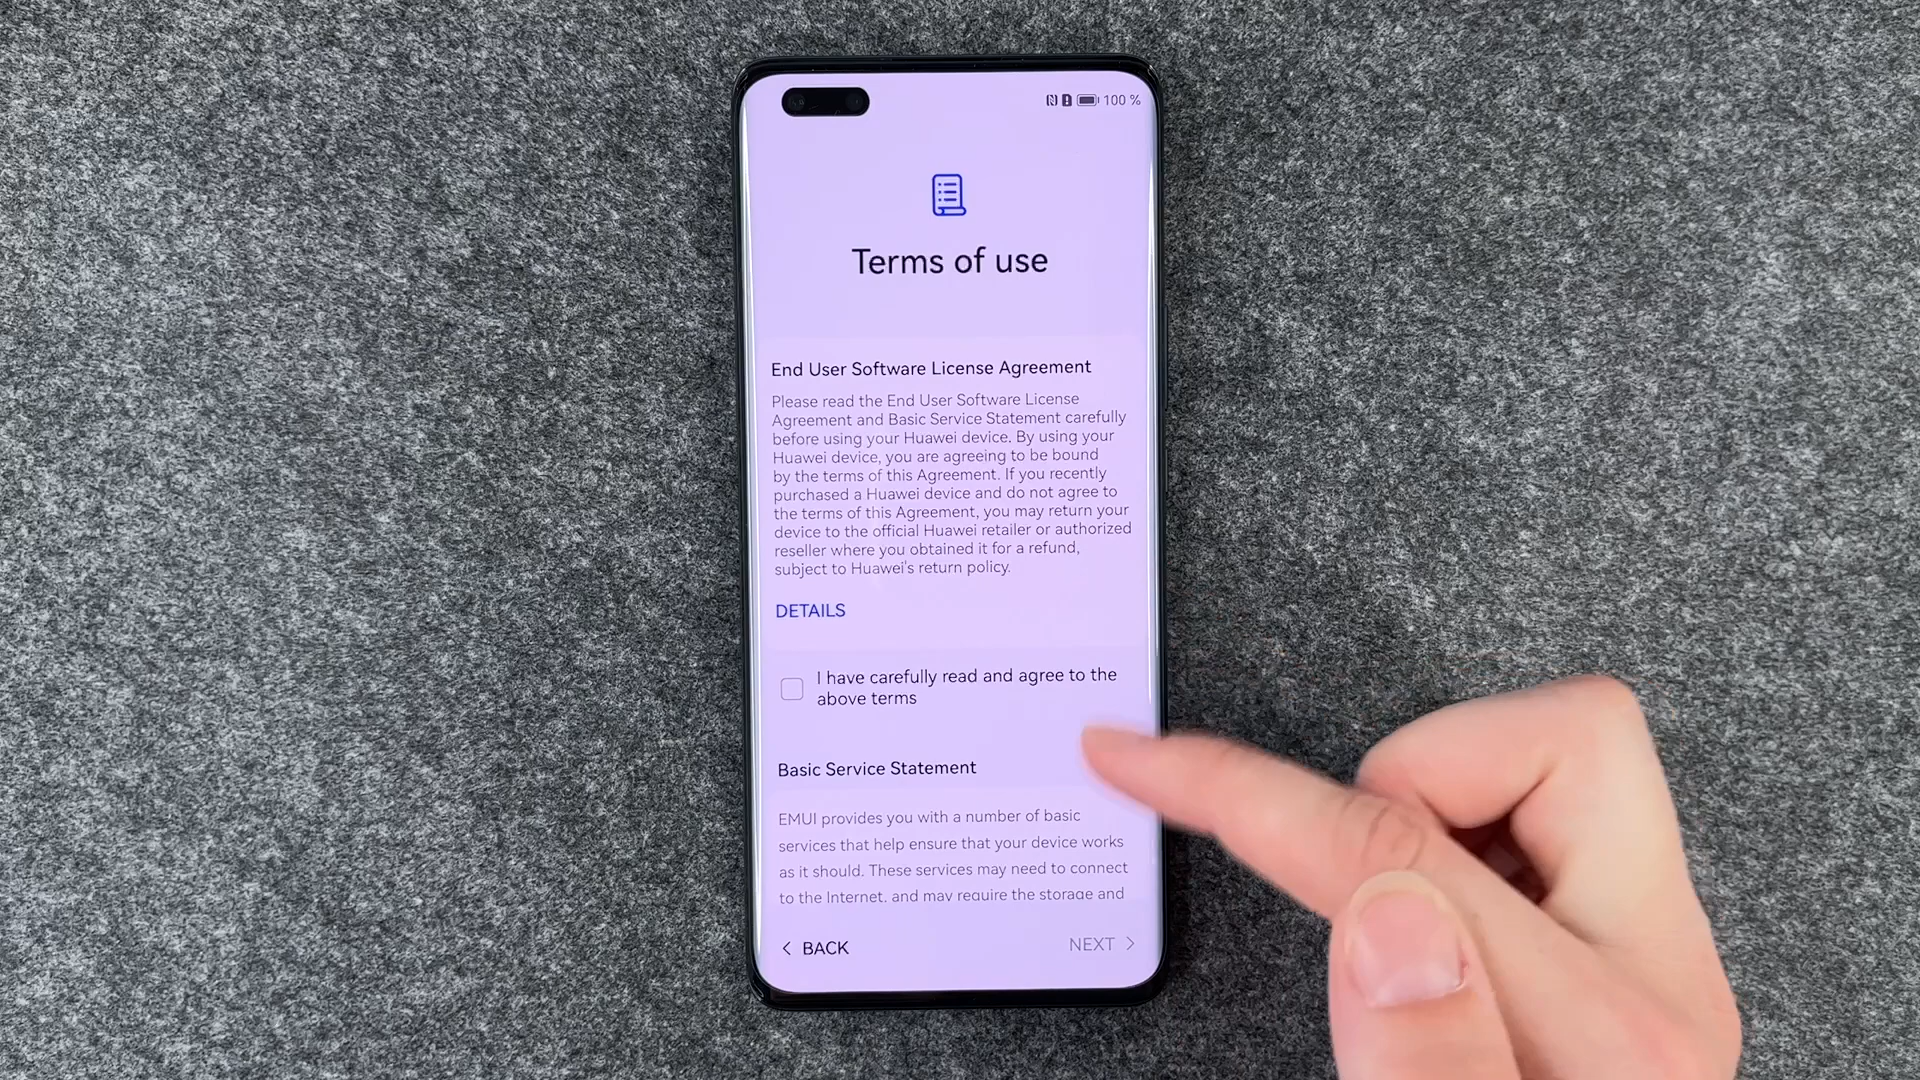 100 %
Terms of use
End User Software License Agreement
Please read the End User Software License
Agreement and Basic Service Statement carefully
before using your Huawei device. By using your
Huawei device, you are agreeing to be bound
by the terms of this Agreement. If you recently
purchased a Huawei device and do not agree to
the terms of this Agreement, you may return your
device to the official Huawei retailer or authorized
reseller where you obtained it for a refund,
subject to Huawei's return policy.
DETAILS
I have carefully read and agree to the
above terms
Basic Service Statement
EMUI provides you with a number of basic
services that help ensure that your device works
as it should. These services may need to connect
to the Internet, and may require the storage and
BACK
NEXT